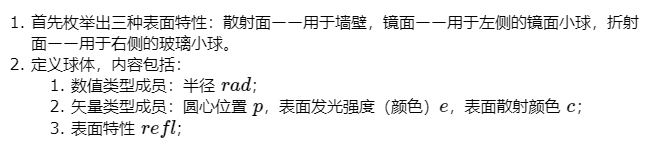 1. 首先枚举出三种表面特性：散射面——用于墙壁，镜面——用于左侧的镜面小球，折射
面——用于右侧的玻璃小球。
2. 定义球体，内容包括：
1. 数值类型成员：半径 rad;
2. 矢量类型成员：圆心位置 p，表面发光强度（颜色）e，表面散射颜色 c；
3. 表面特性 refl;